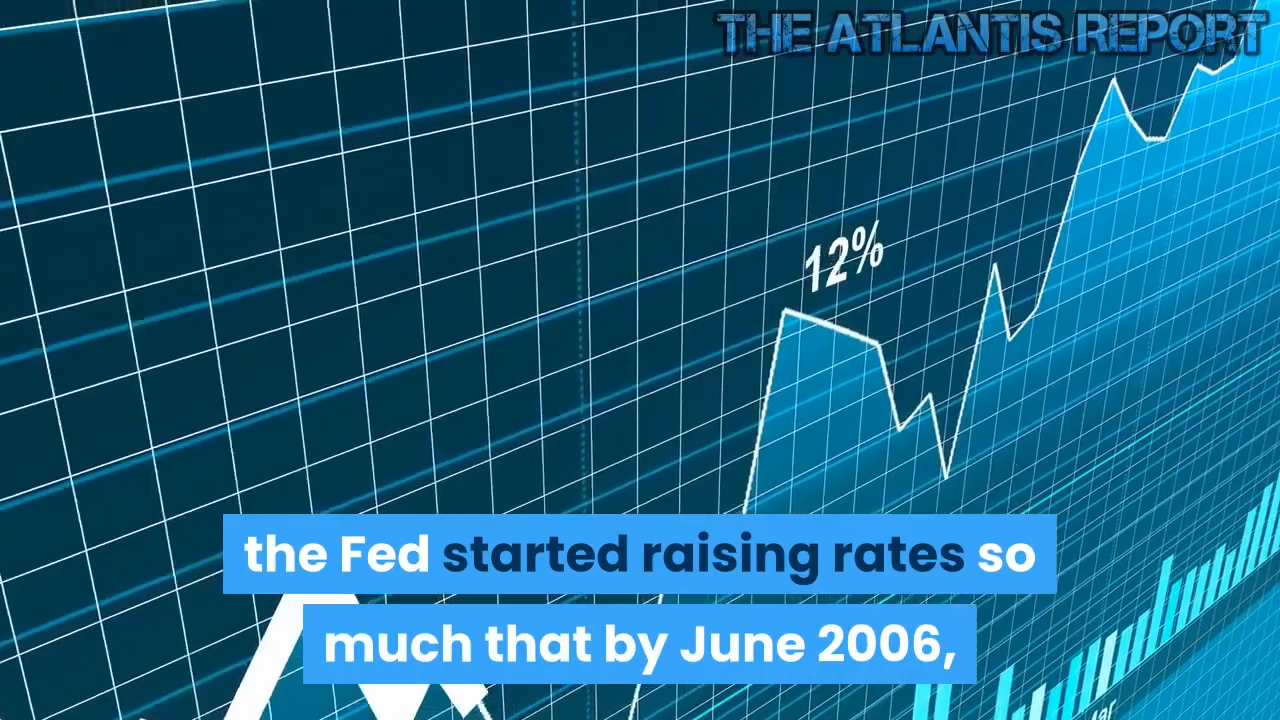 THE ATLANTIS REPORT
12%
the Fed started raising rates so
much that by June 2006,